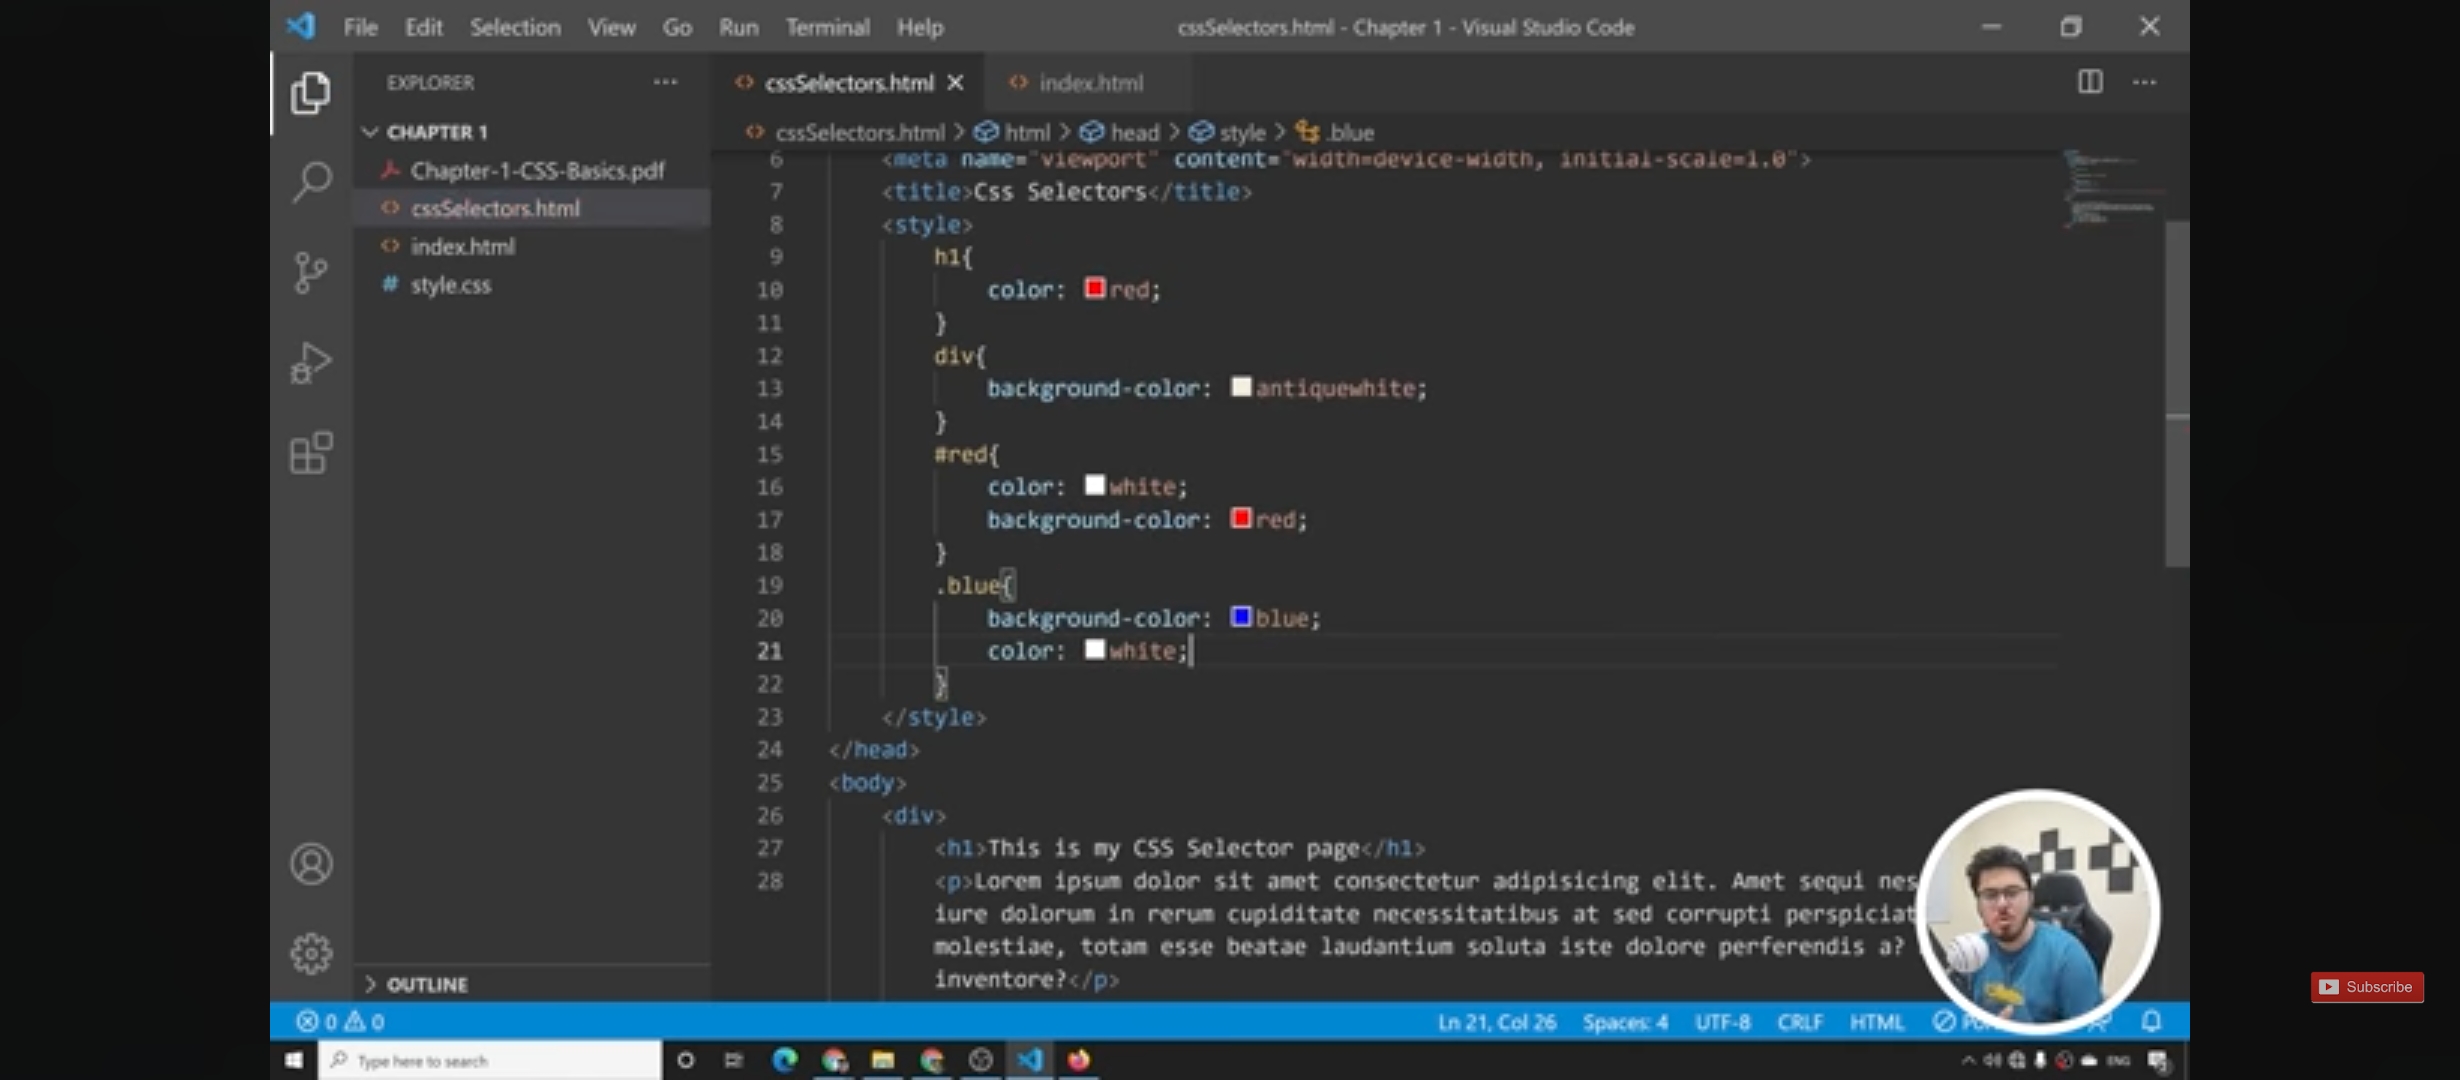 File Edit Selection View Go Run Terminal Help cssSelectors.html - Chapter 1 - Visual Studio Code
EXPLORER
CHAPTER 1
Chapter-1-CSS-Basics.pdf
cssSelectors.html
index.html
style.css
OUTLINE
cssSelectors.html index.html
cssSelectors.html > html > head > style > .blue
6 <meta name="viewport" content="width=device-width, initial-scale=1.0">
7 <title>Css Selectors</title>
8 <style>
9 h1{
10 color: red;
11 }
12 div{
13 background-color: antiquewhite;
14 }
15 #red{
16 color: white;
17 background-color: red;
18 }
19 .blue{
20 background-color: blue;
21 color: white;
22 }
23 </style>
24 </head>
25 <body>
26 <div>
27 <h1>This is my CSS Selector page</h1>
28 <p>Lorem ipsum dolor sit amet consectetur adipisicing elit. Amet sequi nes
iure dolorum in rerum cupiditate necessitatibus at sed corrupti perspiciat
molestiae, totam esse beatae laudantium soluta iste dolore perferendis a?
inventore?</p>
0 0 Ln 21, Col 26 Spaces: 4 UTF-8 CRLF HTML
Type here to search ENG
Subscribe